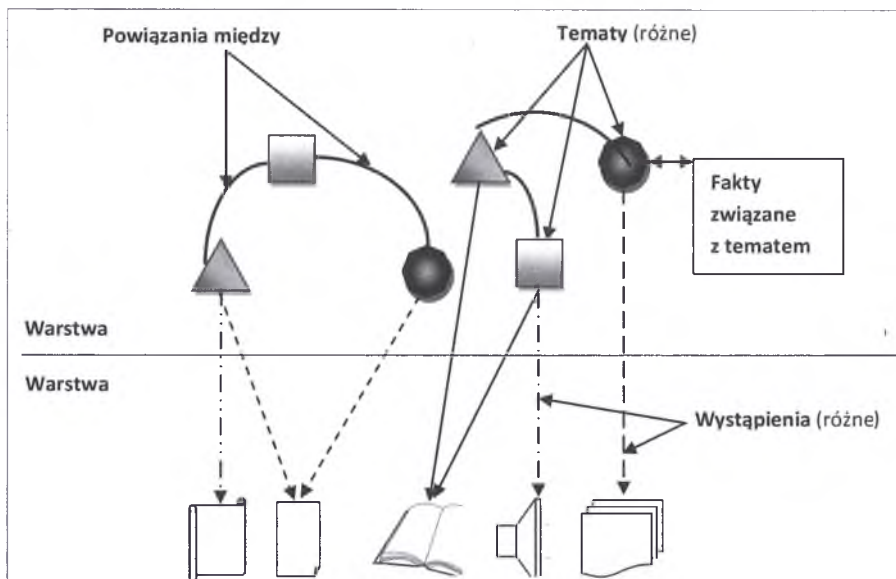 Powiązania między
Tematy (różne)
Fakty
związane
z tematem
Warstwa
Warstwa
Wystąpienia (różne)